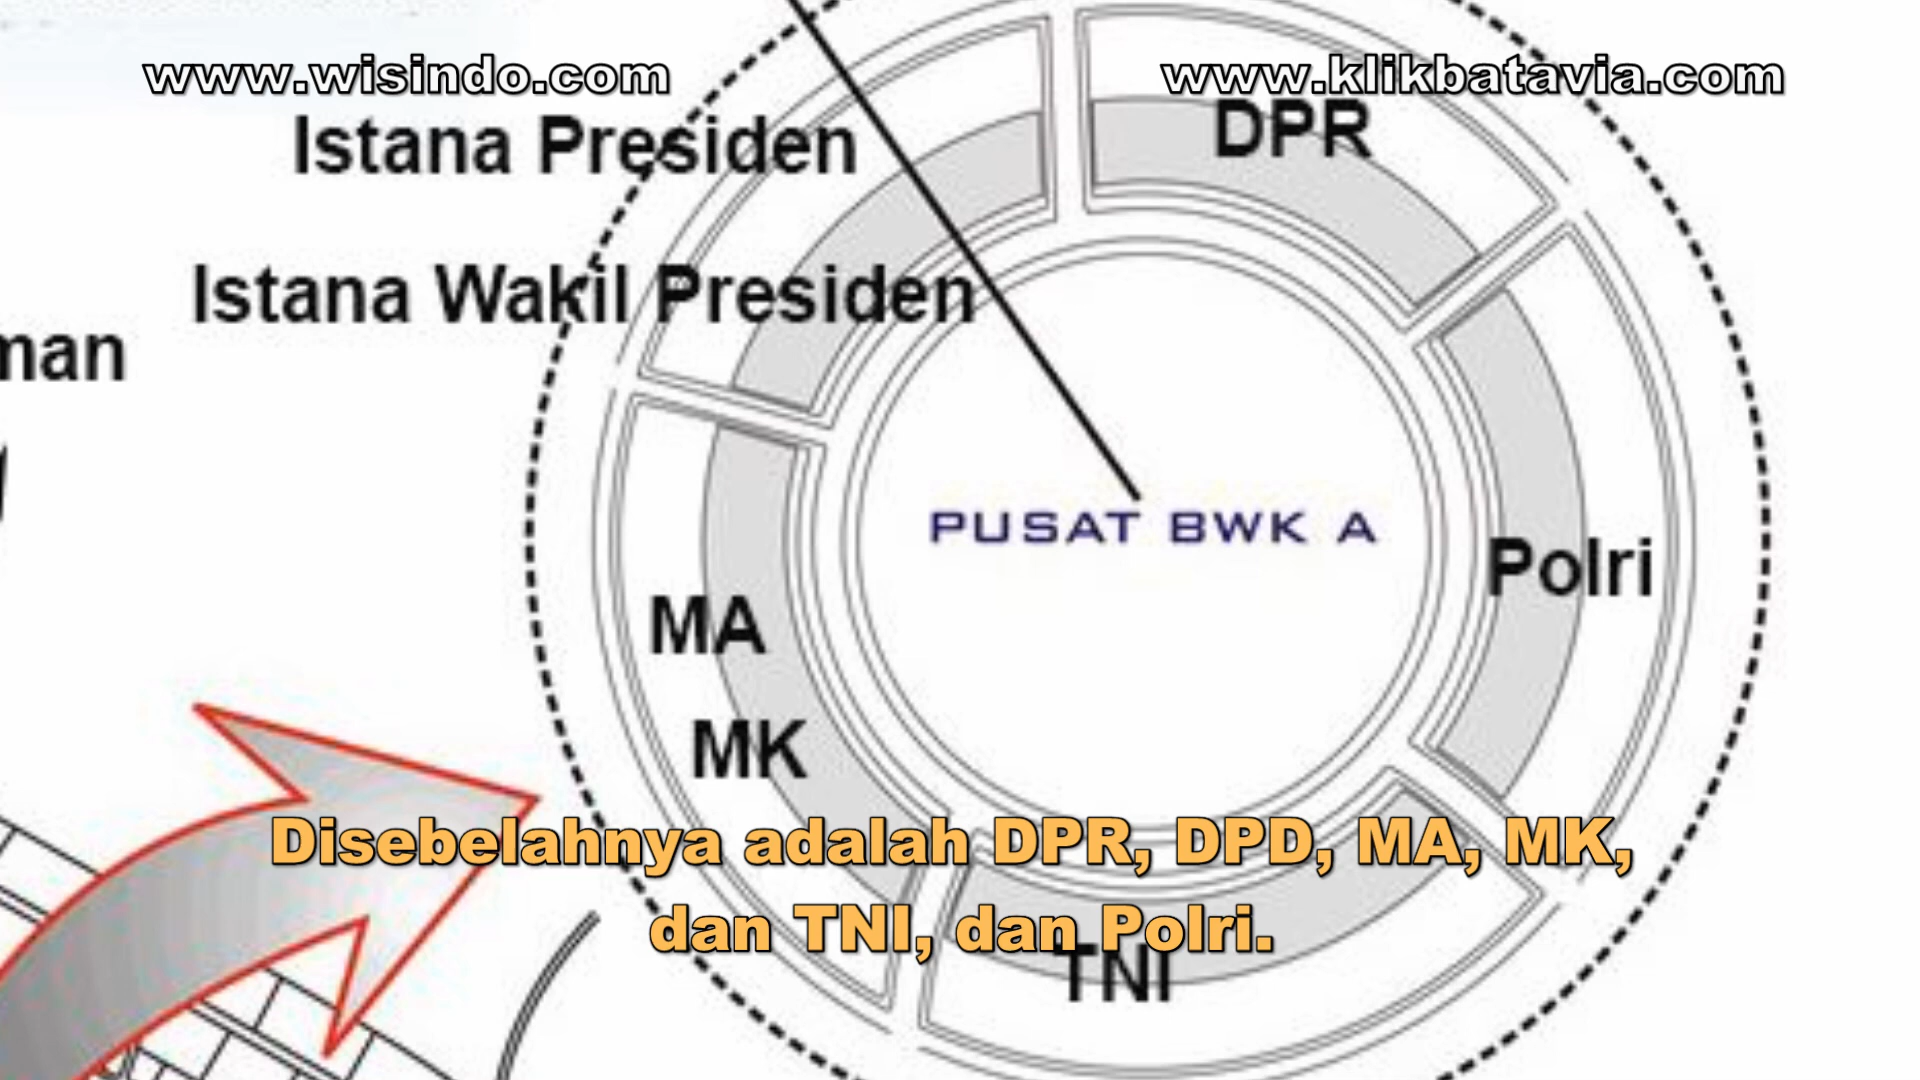 www.wisindo.com
www.klikbatavia.com
Istana Presiden
DPR
Istana Wakil Presiden
man
PUSAT BWK A
Polri
MA
MK
Disebelahnya adalah DPR, DPD, MA, MK,
dan TNI, dan Polri.
TNI